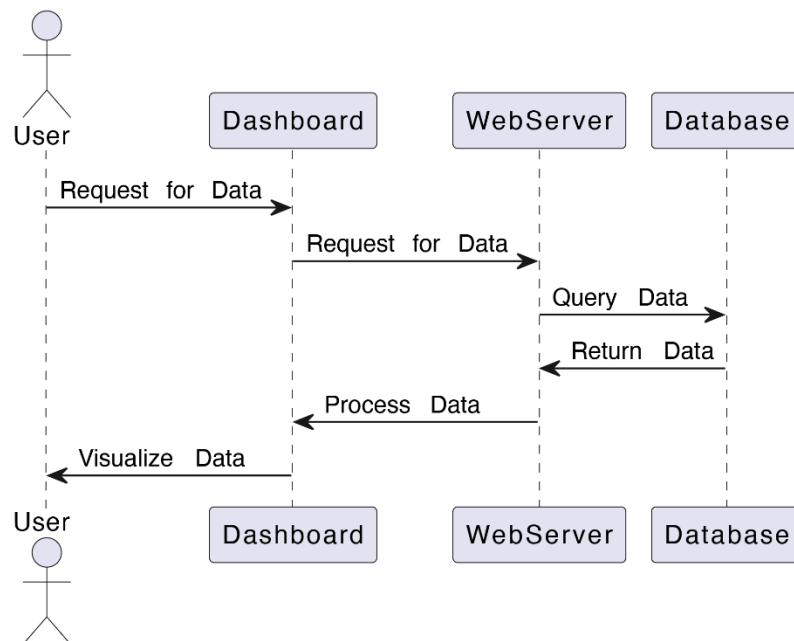 User
Dashboard
WebServer
Database
Request for Data
Request for Data
Query Data
Return Data
Process Data
Visualize Data
User
Dashboard
WebServer
Database